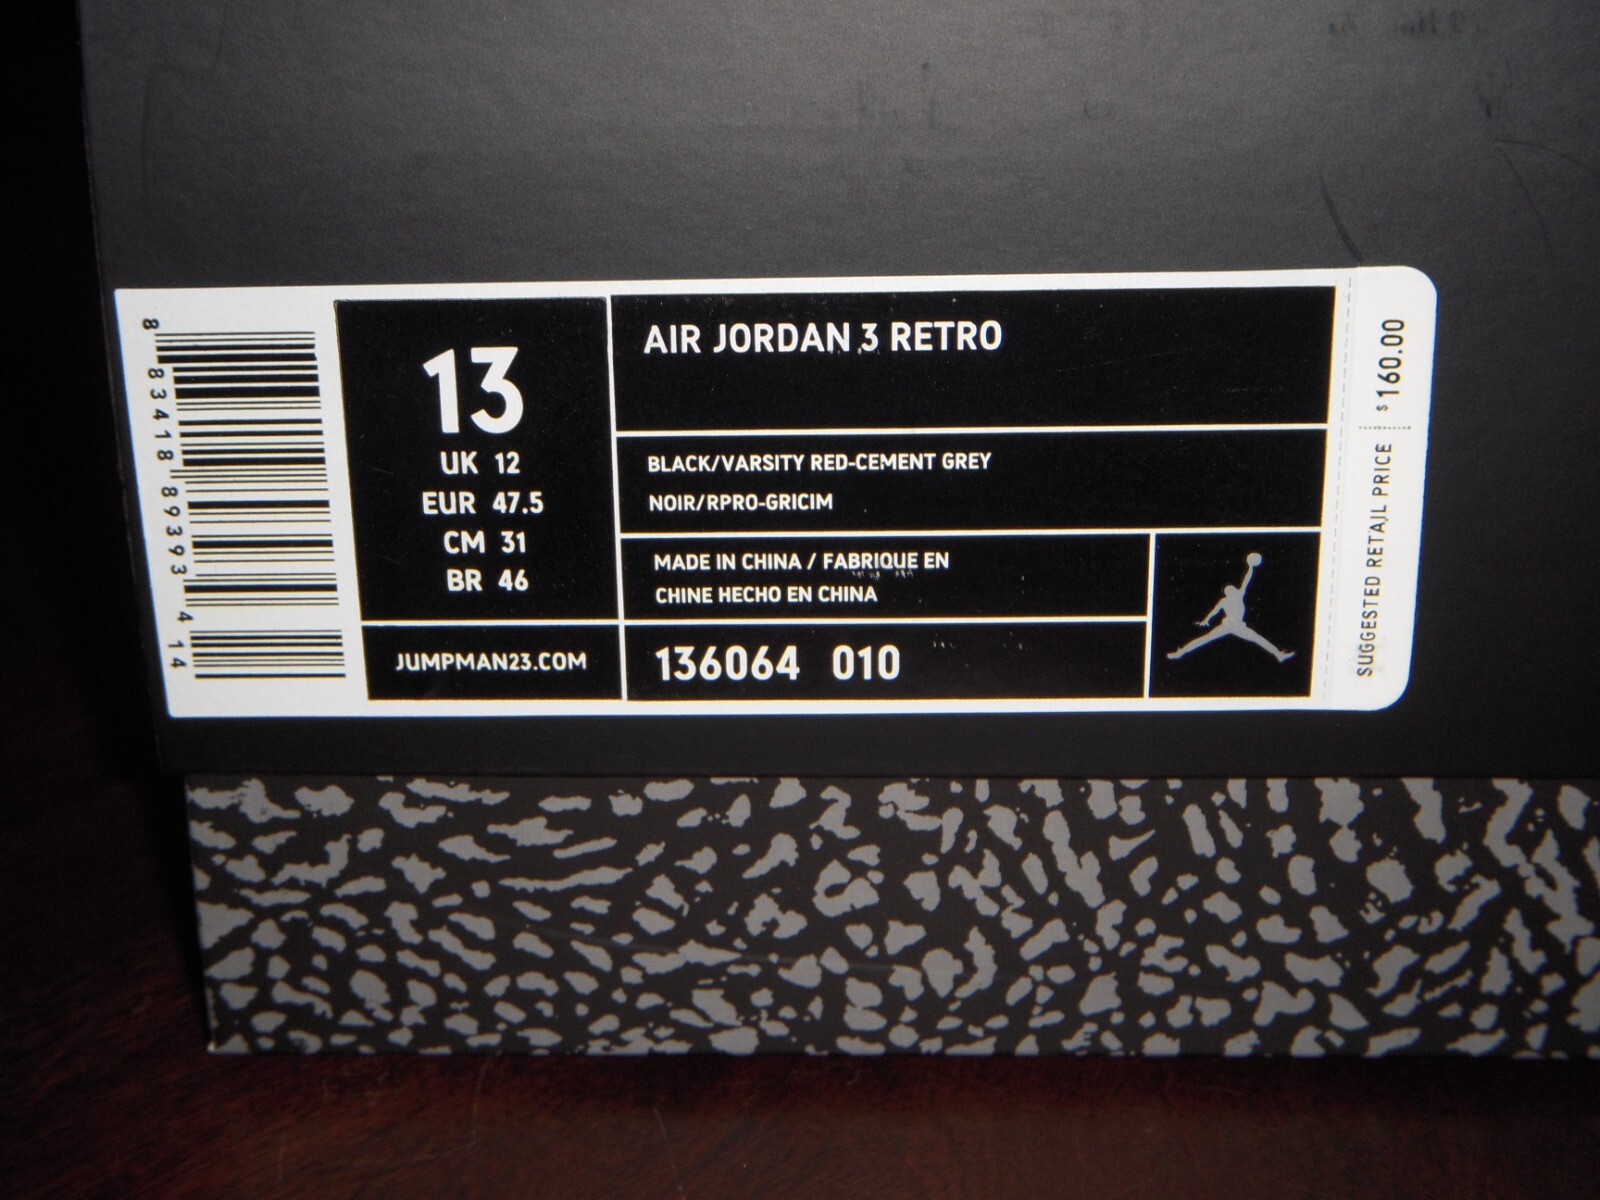 8 83418 89393 4 14
13
UK 12
EUR 47.5
CM 31
BR 46
JUMPMAN23.COM
AIR JORDAN 3 RETRO
BLACK/VARSITY RED-CEMENT GREY
NOIR/RPRO-GRICIM
MADE IN CHINA / FABRIQUE EN
CHINE HECHO EN CHINA
136064 010
SUGGESTED RETAIL PRICE $160.00